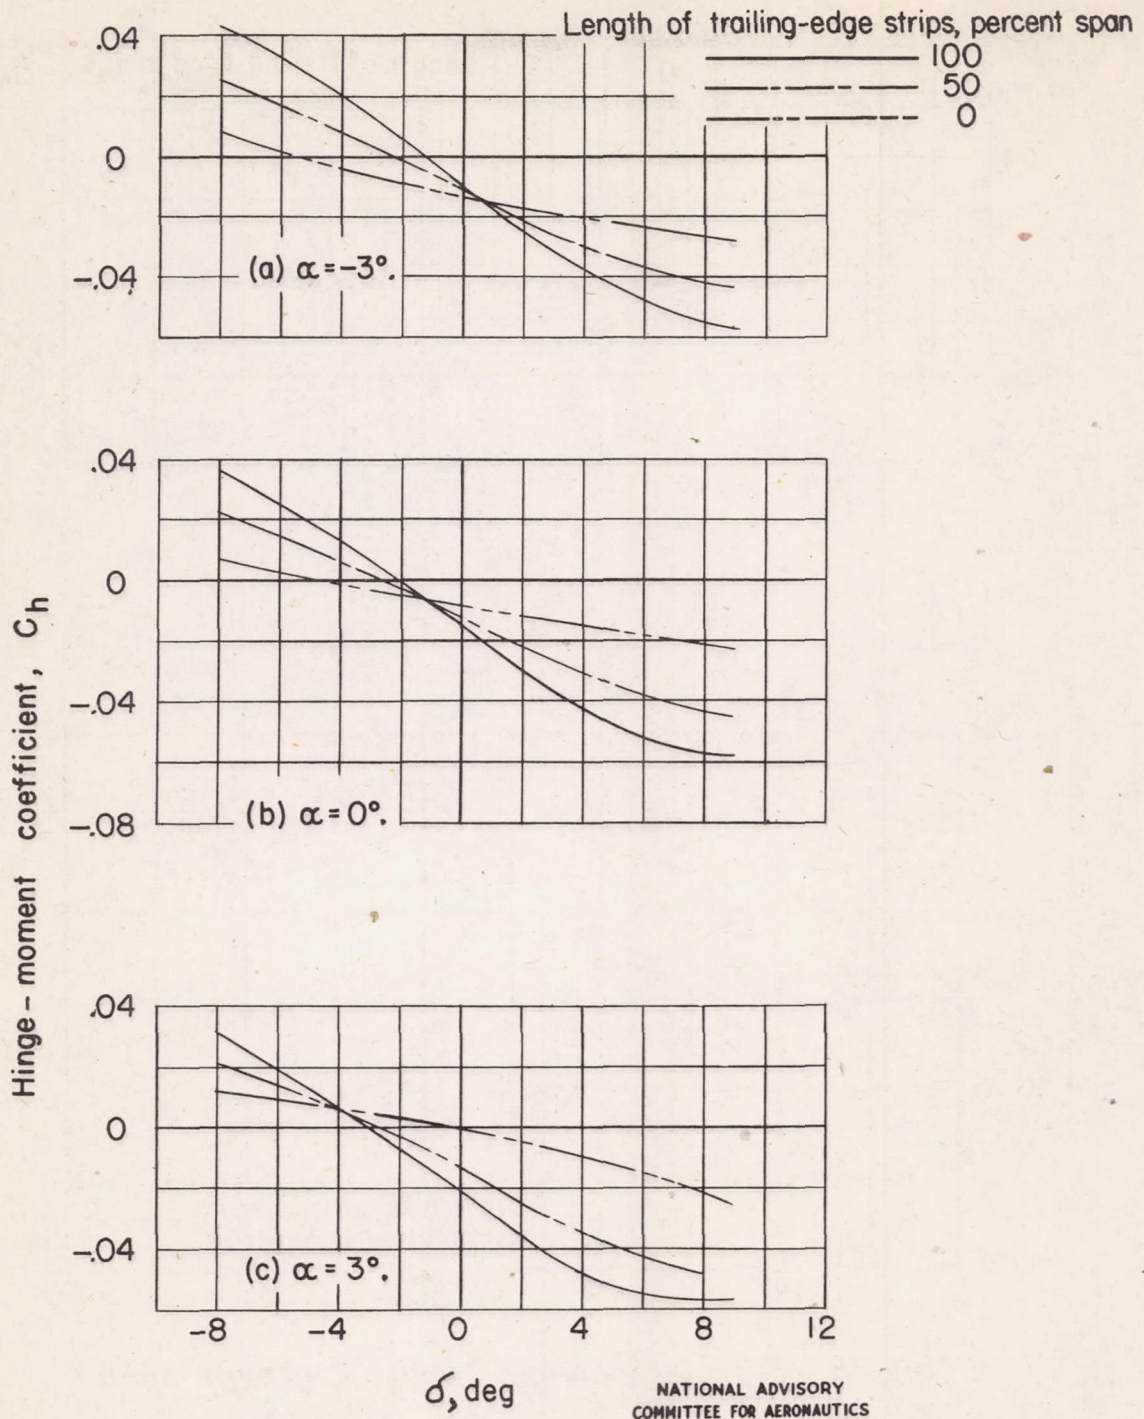 Length of trailing-edge strips, percent span
100
50
0
.04
0
-.04
(a) α = -3°.
.04
0
-.04
-.08
(b) α = 0°.
Hinge-moment coefficient, Ch
.04
0
-.04
(c) α = 3°.
-8 -4 0 4 8 12
δ, deg
NATIONAL ADVISORY
COMMITTEE FOR AERONAUTICS